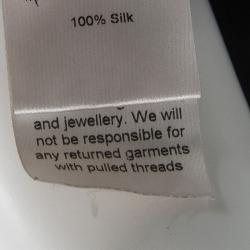 100% Silk
and jewellery. We will
not be responsible for
any returned garments
with pulled threads